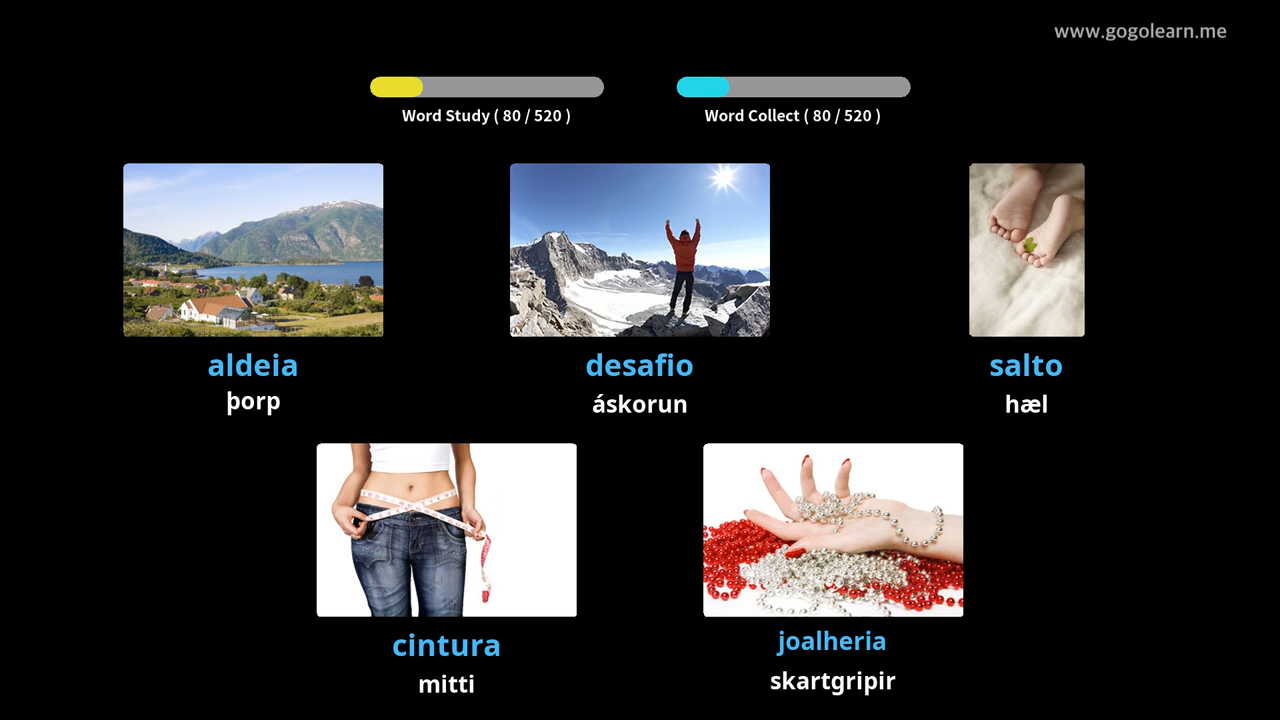 www.gogolearn.me
Word Study ( 80 / 520 )
Word Collect ( 80 / 520 )
aldeia
þorp
desafio
áskorun
salto
hæl
cintura
mitti
joalheria
skartgripir